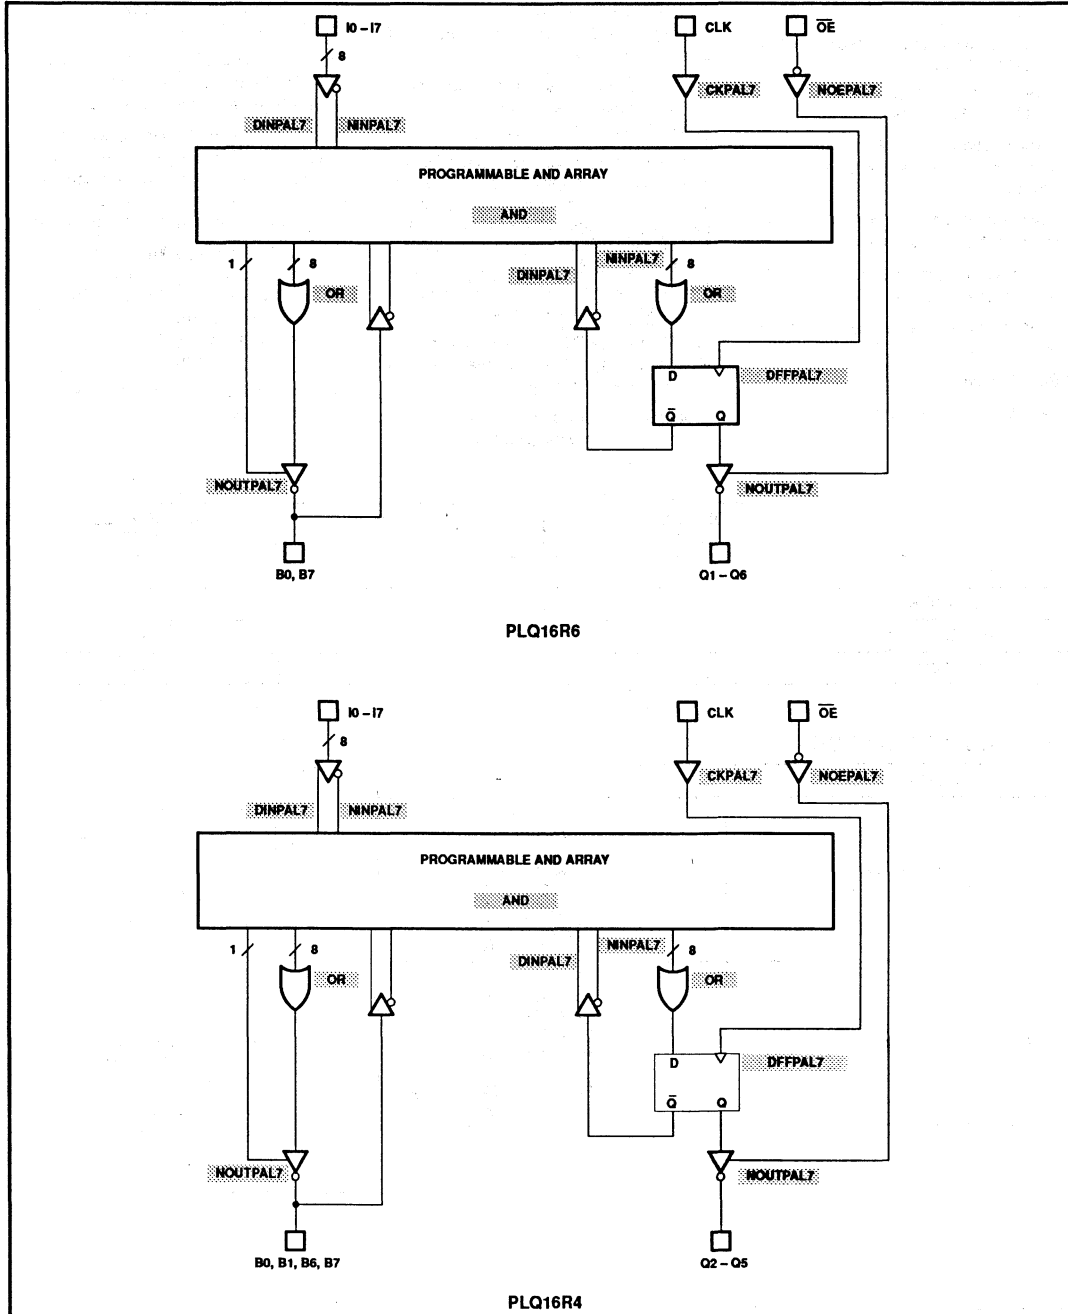 I0 – I7
CLK
O̅E̅
8
CKPAL7
NOEPAL7
DINPAL7
NINPAL7
PROGRAMMABLE AND ARRAY
AND
1
8
NINPAL7
8
DINPAL7
OR
OR
D
DFFPAL7
Q̅
Q
NOUTPAL7
NOUTPAL7
B0, B7
Q1 – Q6
PLQ16R6
I0 – I7
CLK
O̅E̅
8
CKPAL7
NOEPAL7
DINPAL7
NINPAL7
PROGRAMMABLE AND ARRAY
AND
1
8
NINPAL7
8
DINPAL7
OR
OR
D
DFFPAL7
Q̅
Q
NOUTPAL7
NOUTPAL7
B0, B1, B6, B7
Q2 – Q5
PLQ16R4